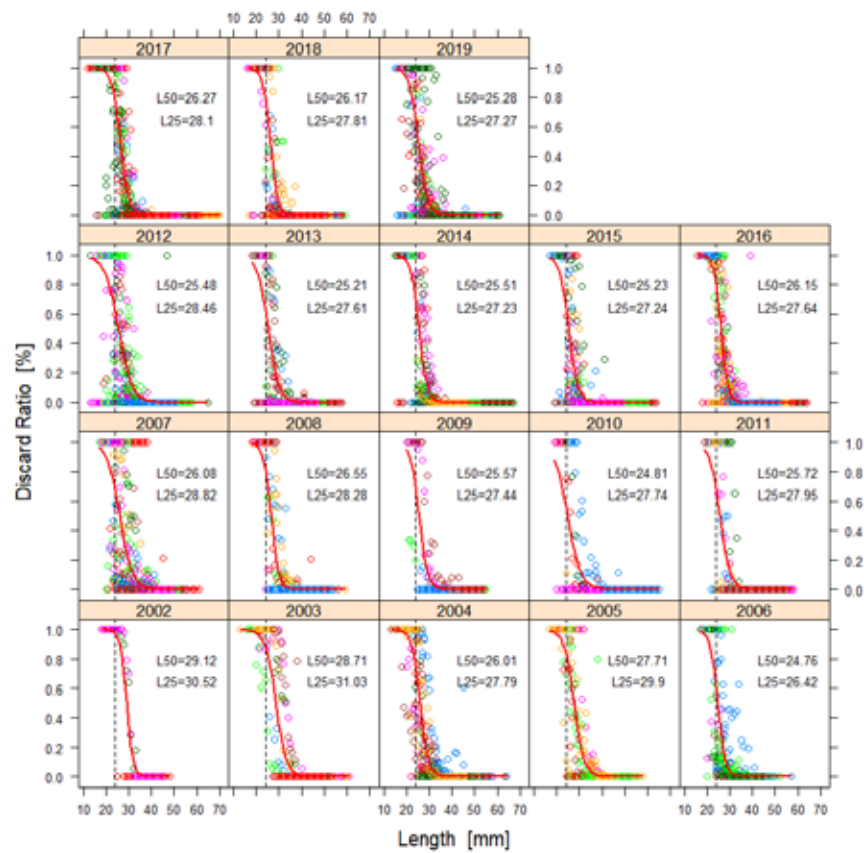 10 20 30 40 50 60 70
2017 2018 2019
L50=26.27 L50=26.17 L50=25.28
L25=28.1 L25=27.81 L25=27.27
1.0
0.8
0.6
0.4
0.2
0.0
2012 2013 2014 2015 2016
1.0
0.8
0.6
0.4
0.2
0.0
L50=25.48 L50=25.21 L50=25.51 L50=25.23 L50=26.15
L25=28.46 L25=27.61 L25=27.23 L25=27.24 L25=27.64
2007 2008 2009 2010 2011
L50=26.08 L50=26.55 L50=25.57 L50=24.81 L50=25.72
L25=28.82 L25=28.28 L25=27.44 L25=27.74 L25=27.95
1.0
0.8
0.6
0.4
0.2
0.0
2002 2003 2004 2005 2006
1.0
0.8
0.6
0.4
0.2
0.0
L50=29.12 L50=28.71 L50=26.01 L50=27.71 L50=24.76
L25=30.52 L25=31.03 L25=27.79 L25=29.9 L25=26.42
10 20 30 40 50 60 70 10 20 30 40 50 60 70 10 20 30 40 50 60 70
Discard Ratio [%]
Length [mm]